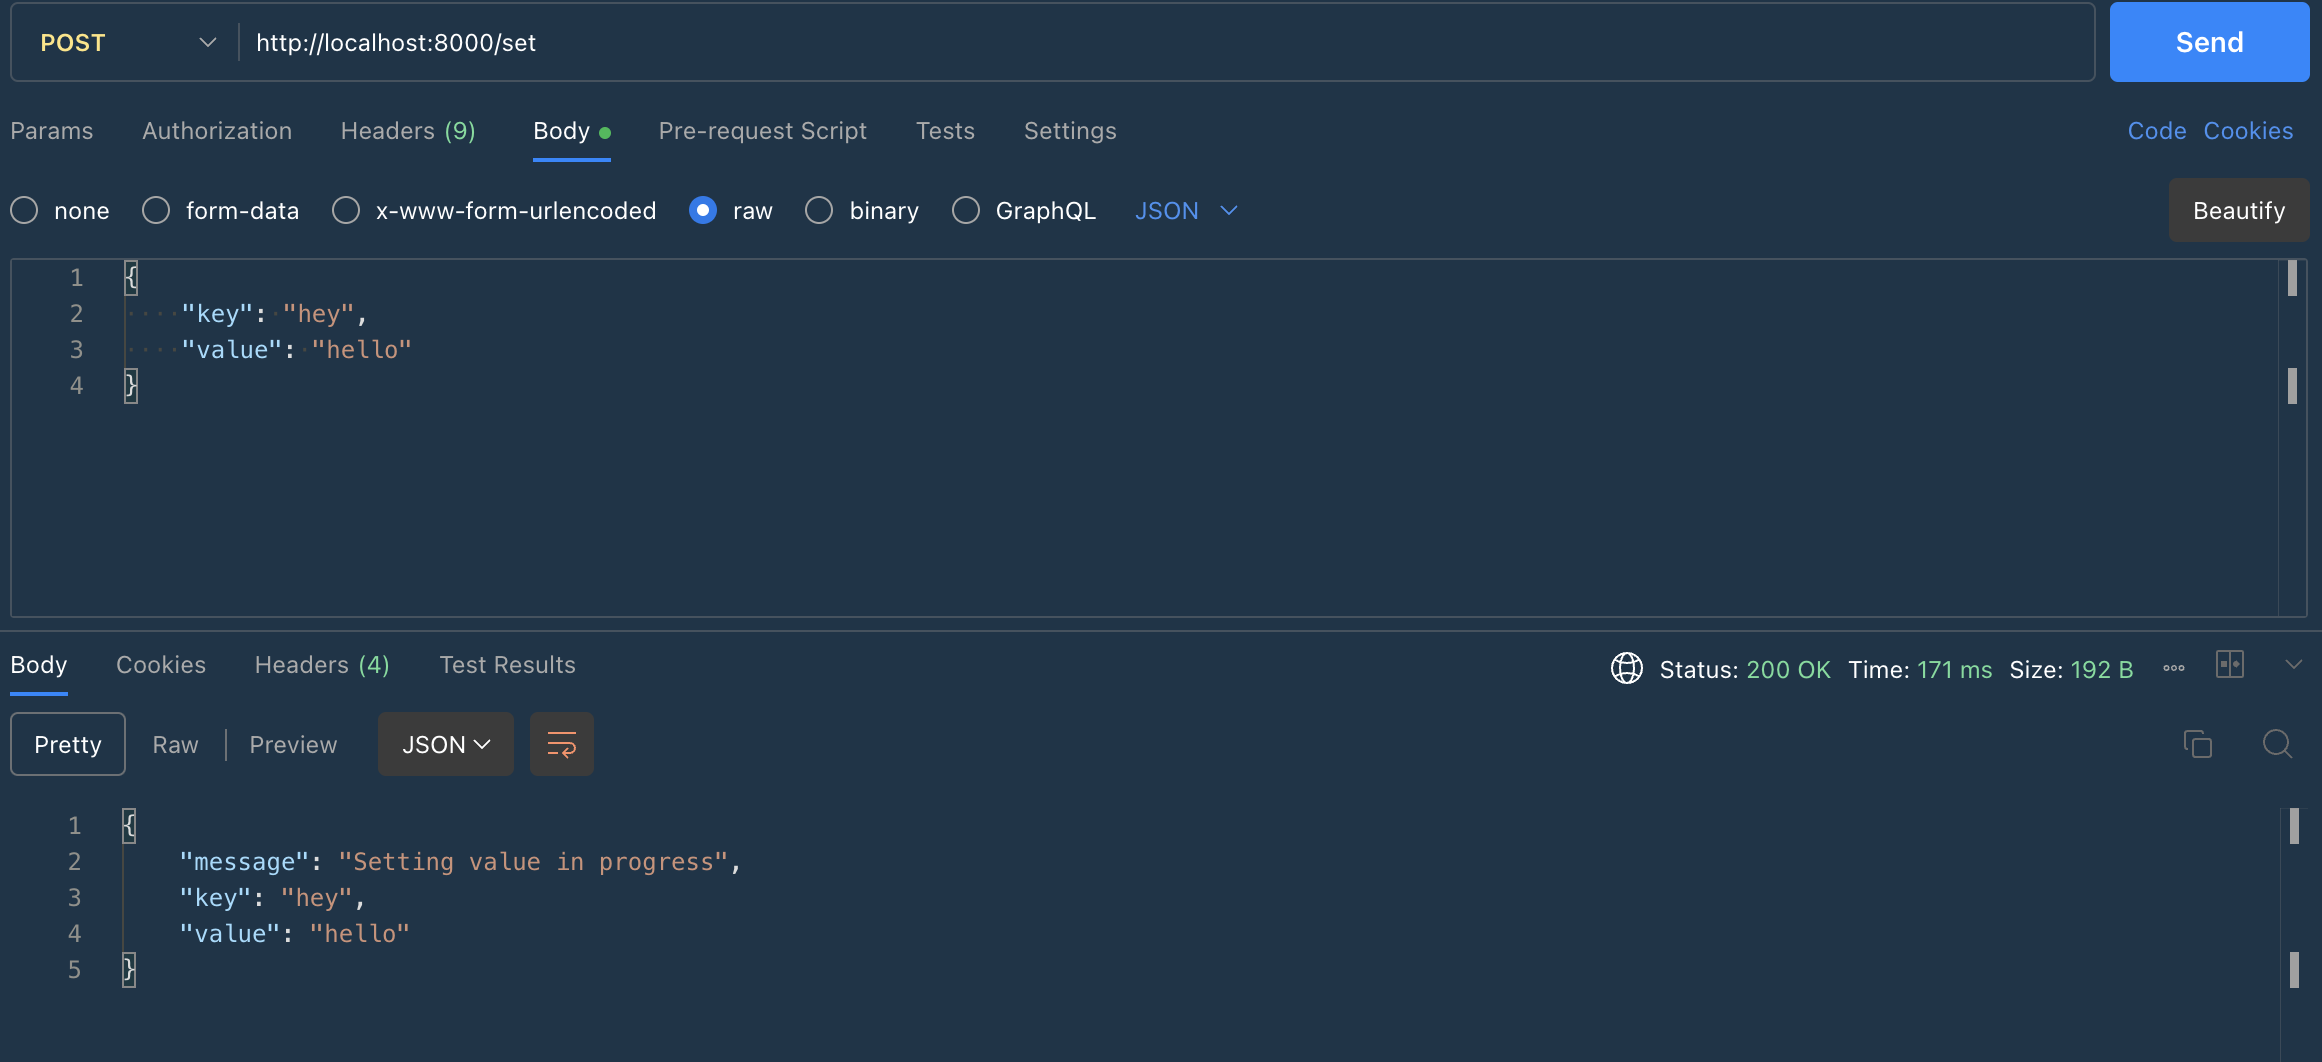 POST http://localhost:8000/set Send
Params Authorization Headers (9) Body Pre-request Script Tests Settings Code Cookies
none form-data x-www-form-urlencoded raw binary GraphQL JSON Beautify
1 {
2 "key": "hey",
3 "value": "hello"
4 }
Body Cookies Headers (4) Test Results Status: 200 OK Time: 171 ms Size: 192 B
Pretty Raw Preview JSON
1 {
2 "message": "Setting value in progress",
3 "key": "hey",
4 "value": "hello"
5 }